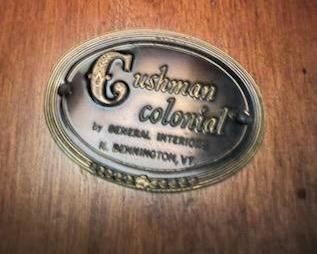 Cushman
colonial
by GENERAL INTERIORS
N. BENNINGTON, VT.